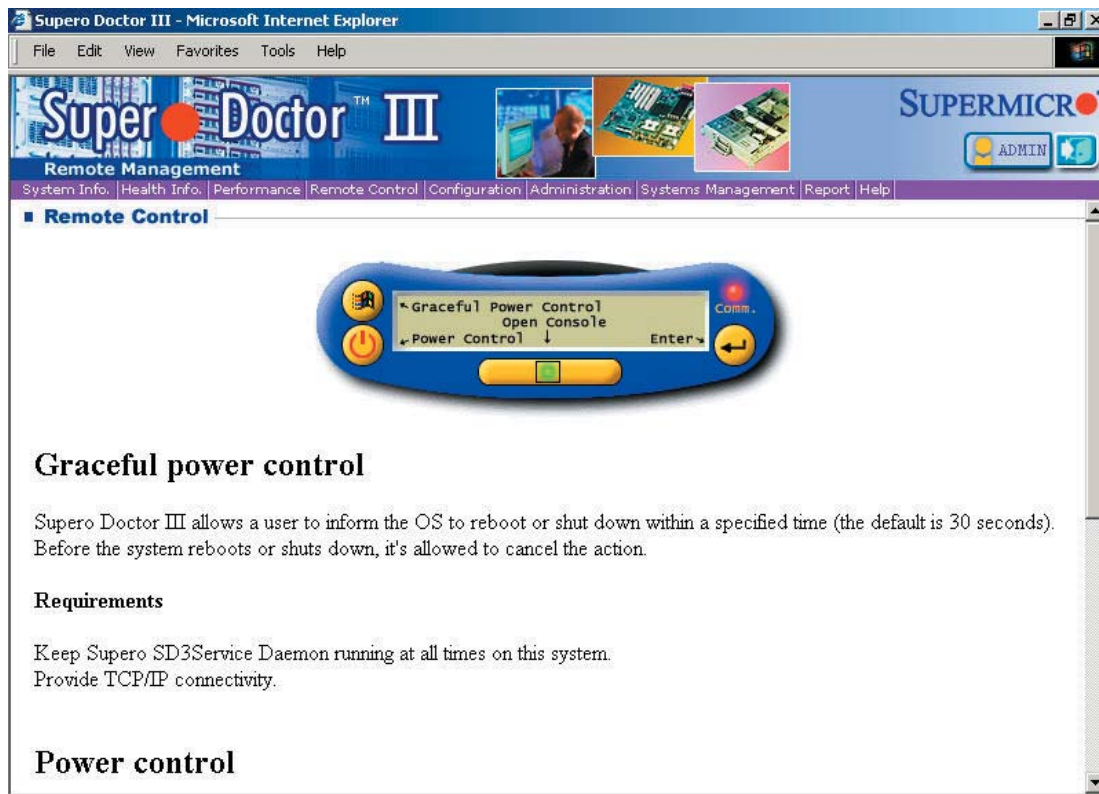 Supero Doctor III - Microsoft Internet Explorer
File Edit View Favorites Tools Help
Super Doctor™ III
SUPERMICR
Remote Management
ADMIN
System Info. Health Info. Performance Remote Control Configuration Administration Systems Management Report Help
Remote Control
Graceful Power Control
Open Console
Power Control ↓ Enter
Comm.
Graceful power control
Supero Doctor III allows a user to inform the OS to reboot or shut down within a specified time (the default is 30 seconds).
Before the system reboots or shuts down, it's allowed to cancel the action.
Requirements
Keep Supero SD3Service Daemon running at all times on this system.
Provide TCP/IP connectivity.
Power control